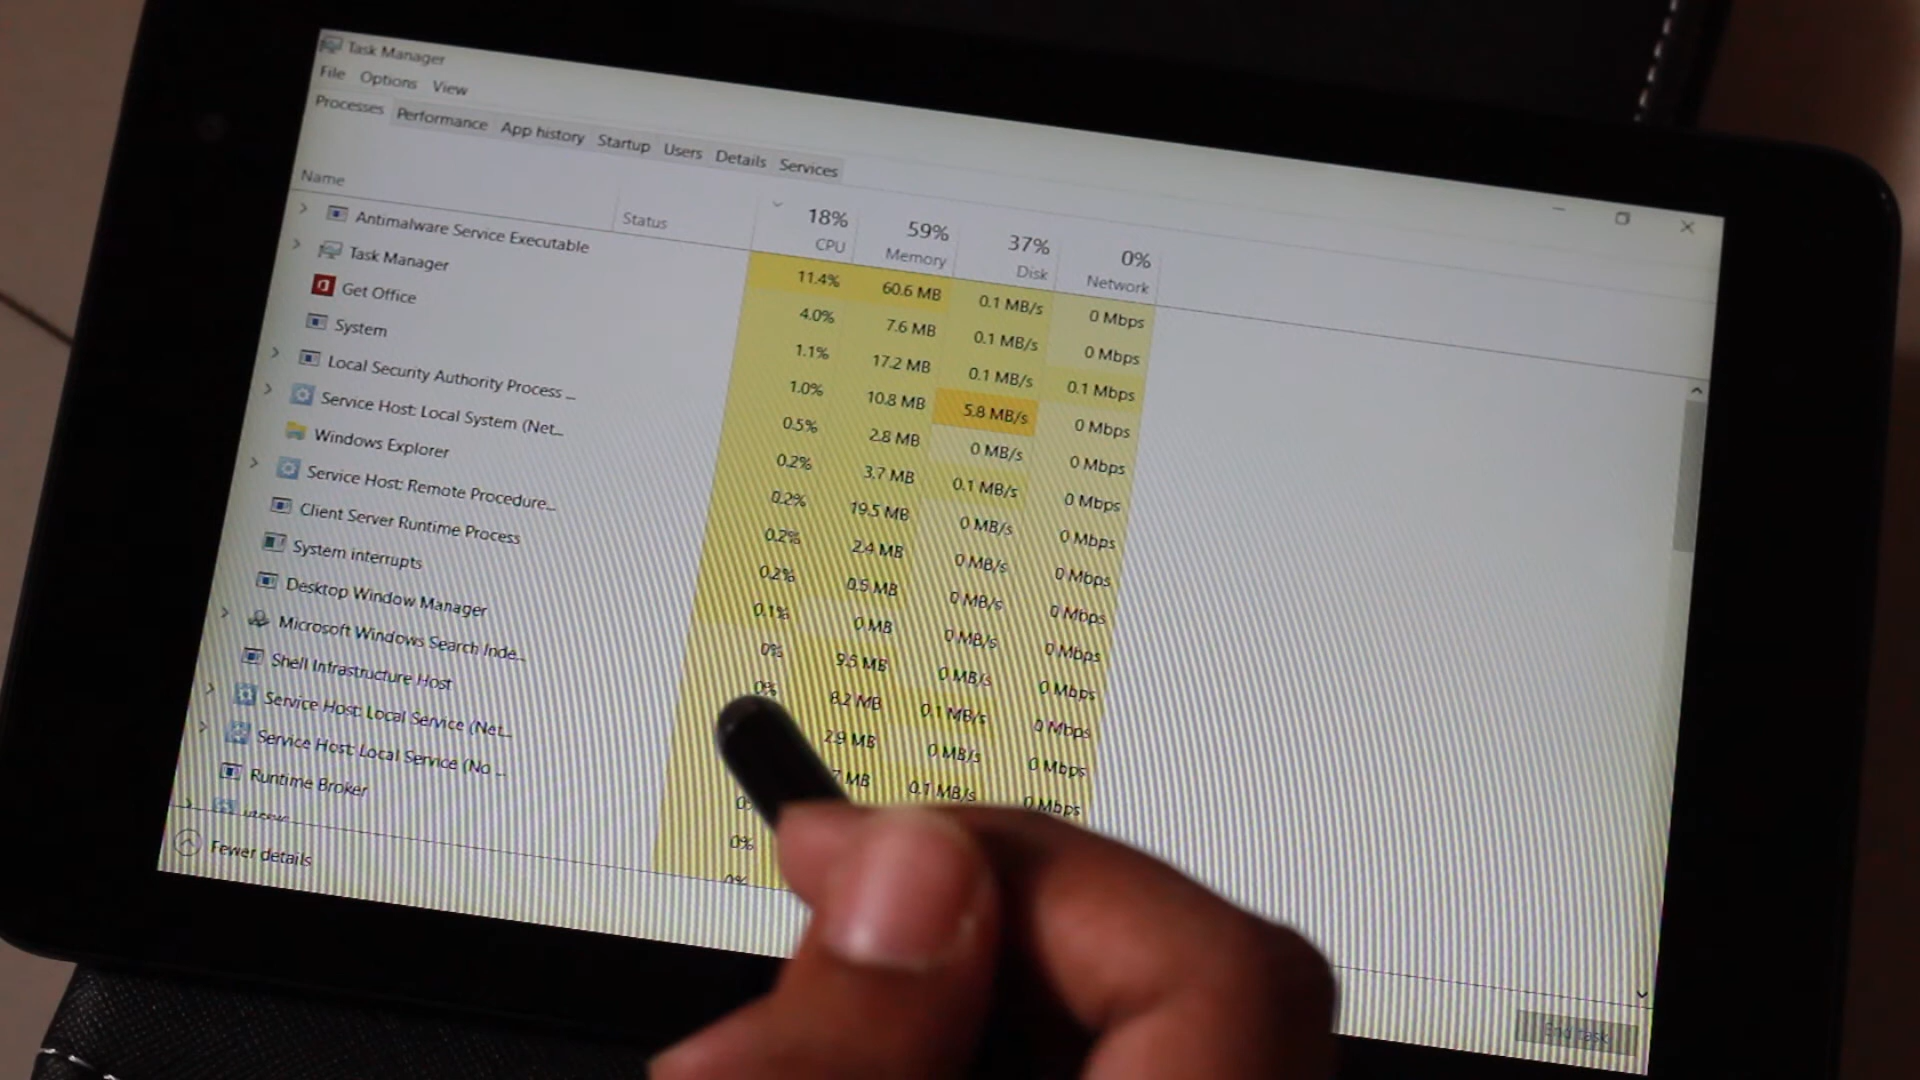 Task Manager
File Options View
Processes Performance App history Startup Users Details Services
18% 59% 37% 0%
Name Status CPU Memory Disk Network
Antimalware Service Executable 11.4% 60.6 MB 0.1 MB/s 0 Mbps
Task Manager 4.0% 7.6 MB 0.1 MB/s 0 Mbps
Get Office 1.1% 17.2 MB 0.1 MB/s 0.1 Mbps
System 1.0% 10.8 MB 5.8 MB/s 0 Mbps
Local Security Authority Process ... 0.5% 2.8 MB 0 MB/s 0 Mbps
Service Host: Local System (Net... 0.2% 3.7 MB 0.1 MB/s 0 Mbps
Windows Explorer 0.2% 19.5 MB 0 MB/s 0 Mbps
Service Host: Remote Procedure... 0.2% 2.4 MB 0 MB/s 0 Mbps
Client Server Runtime Process 0.2% 0.5 MB 0 MB/s 0 Mbps
System interrupts 0.1% 0 MB 0 MB/s 0 Mbps
Desktop Window Manager 0% 9.5 MB 0 MB/s 0 Mbps
Microsoft Windows Search Inde... 0% 8.2 MB 0.1 MB/s 0 Mbps
Shell Infrastructure Host 2.9 MB 0 MB/s 0 Mbps
Service Host: Local Service (Net... MB 0.1 MB/s 0 Mbps
Service Host: Local Service (No ...
Runtime Broker 0%
0%
Fewer details
End task